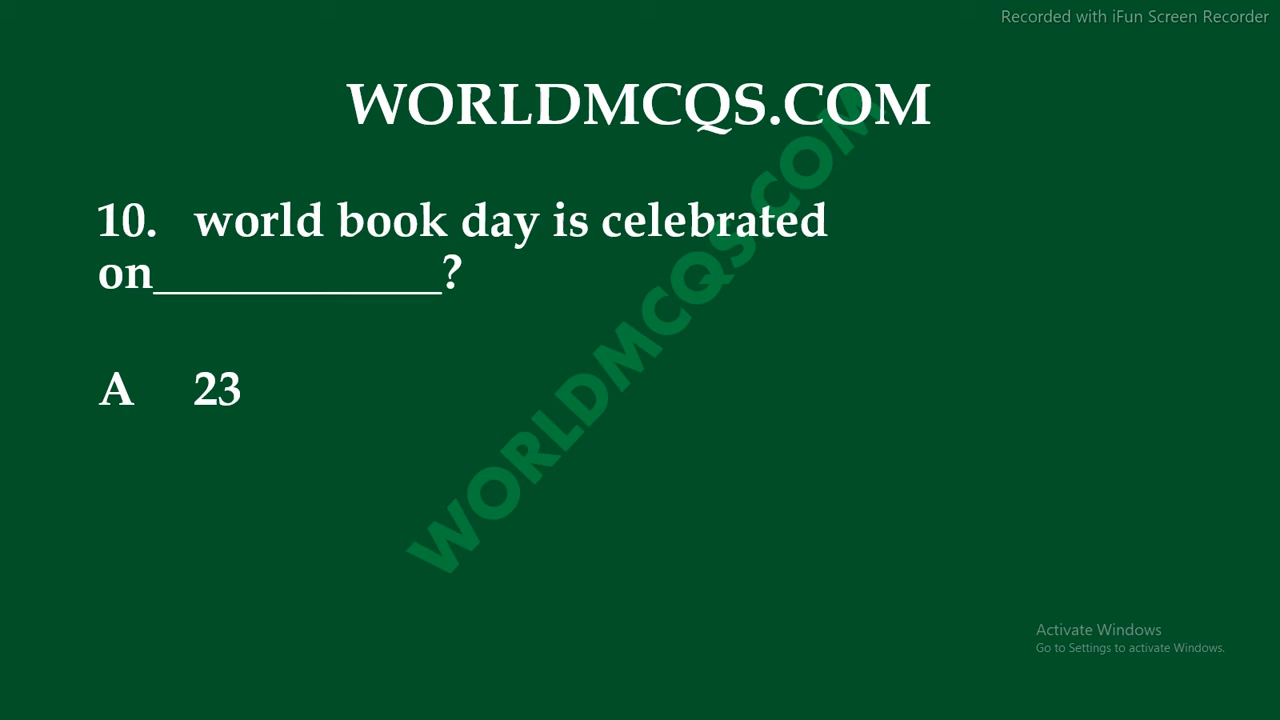 Recorded with iFun Screen Recorder
WORLDMCQS.COM
10. world book day is celebrated
on_____________?
A 23
WORLDMCQS.COM
Activate Windows
Go to Settings to activate Windows.